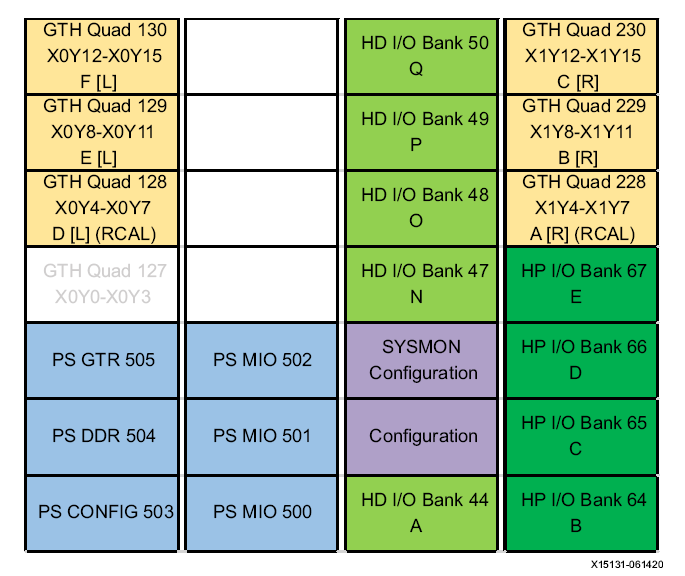 GTH Quad 130
X0Y12-X0Y15
F [L]
HD I/O Bank 50
Q
GTH Quad 230
X1Y12-X1Y15
C [R]
GTH Quad 129
X0Y8-X0Y11
E [L]
HD I/O Bank 49
P
GTH Quad 229
X1Y8-X1Y11
B [R]
GTH Quad 128
X0Y4-X0Y7
D [L] (RCAL)
HD I/O Bank 48
O
GTH Quad 228
X1Y4-X1Y7
A [R] (RCAL)
GTH Quad 127
X0Y0-X0Y3
HD I/O Bank 47
N
HP I/O Bank 67
E
PS GTR 505
PS MIO 502
SYSMON
Configuration
HP I/O Bank 66
D
PS DDR 504
PS MIO 501
Configuration
HP I/O Bank 65
C
PS CONFIG 503
PS MIO 500
HD I/O Bank 44
A
HP I/O Bank 64
B
X15131-061420